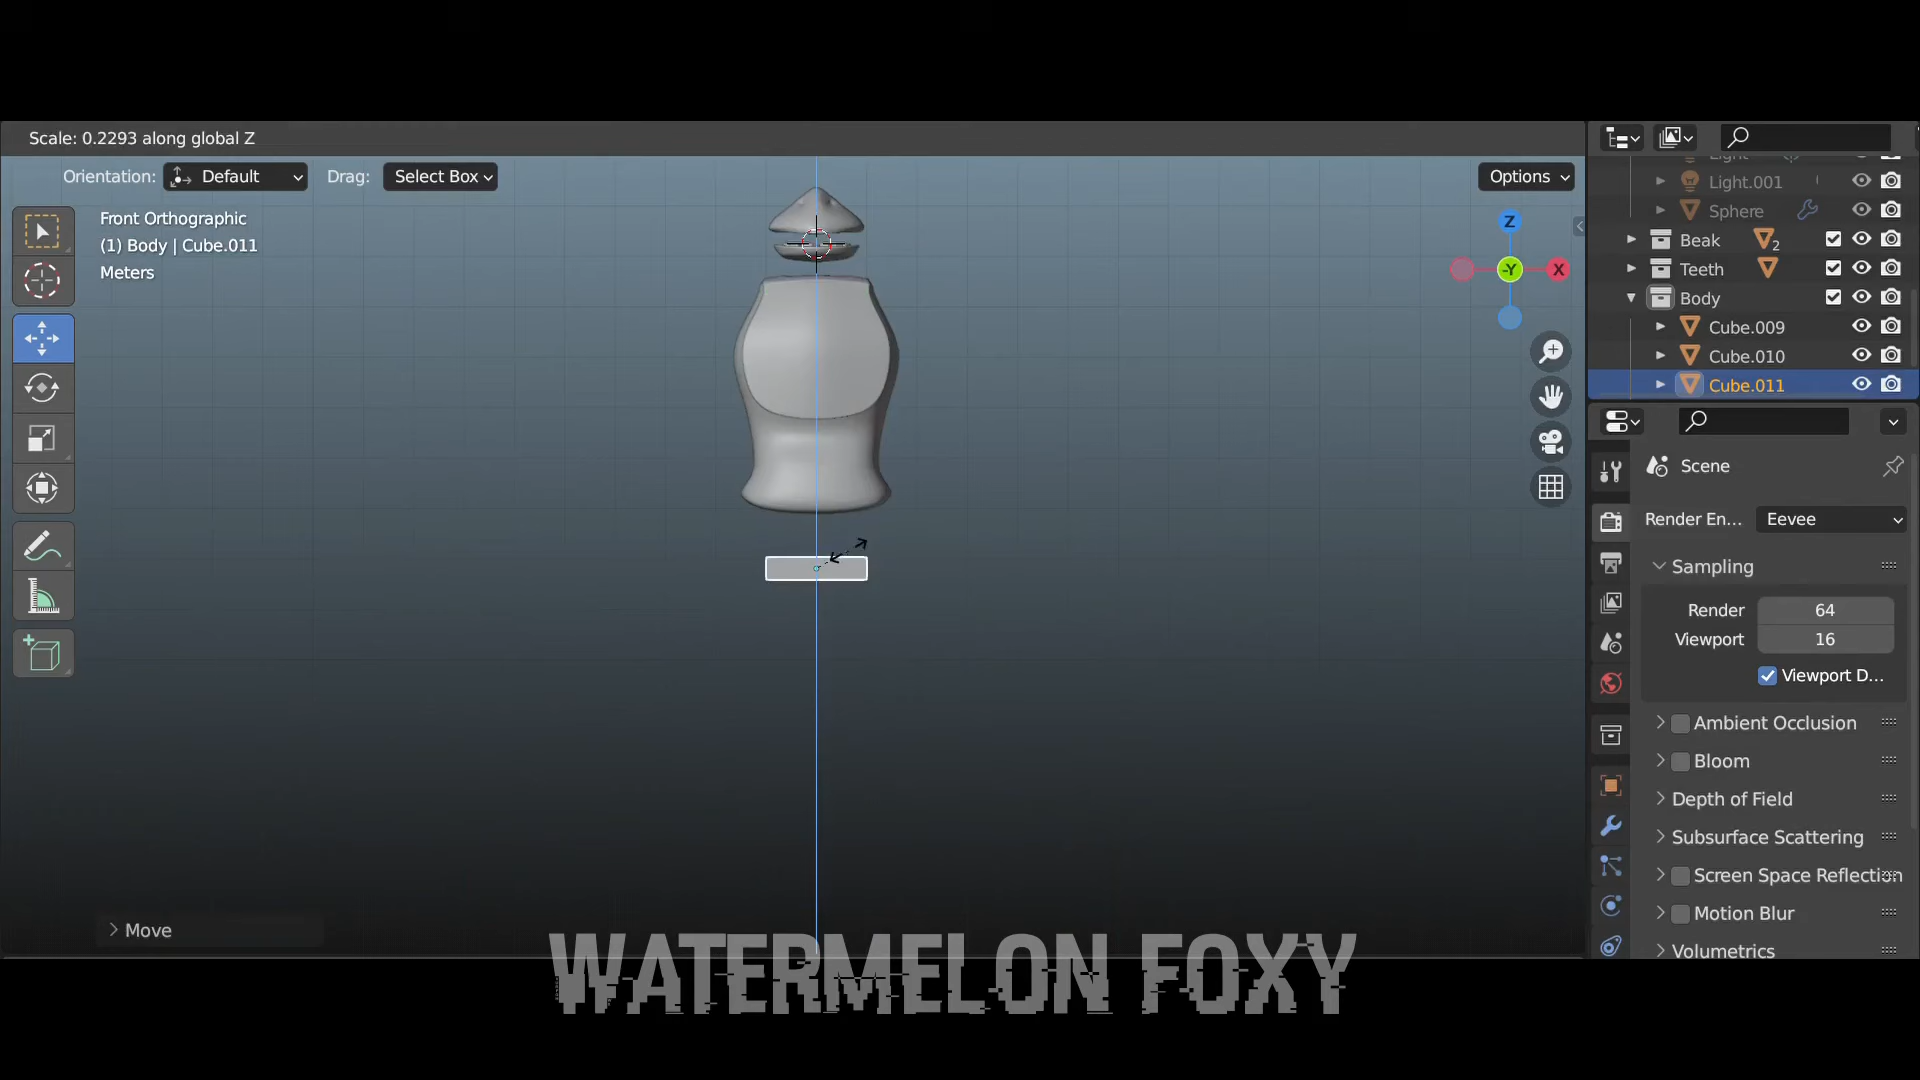 Scale: 0.2293 along global Z
Orientation: Default Drag: Select Box
Options
Front Orthographic
(1) Body | Cube.011
Meters
Z
-Y
X
Light.001
Sphere
Beak 2
Teeth
Body
Cube.009
Cube.010
Cube.011
Scene
Render En... Eevee
Sampling
Render 64
Viewport 16
Viewport D...
Ambient Occlusion
Bloom
Depth of Field
Subsurface Scattering
Screen Space Reflection
Motion Blur
Volumetrics
Move
WATERMELON FOXY